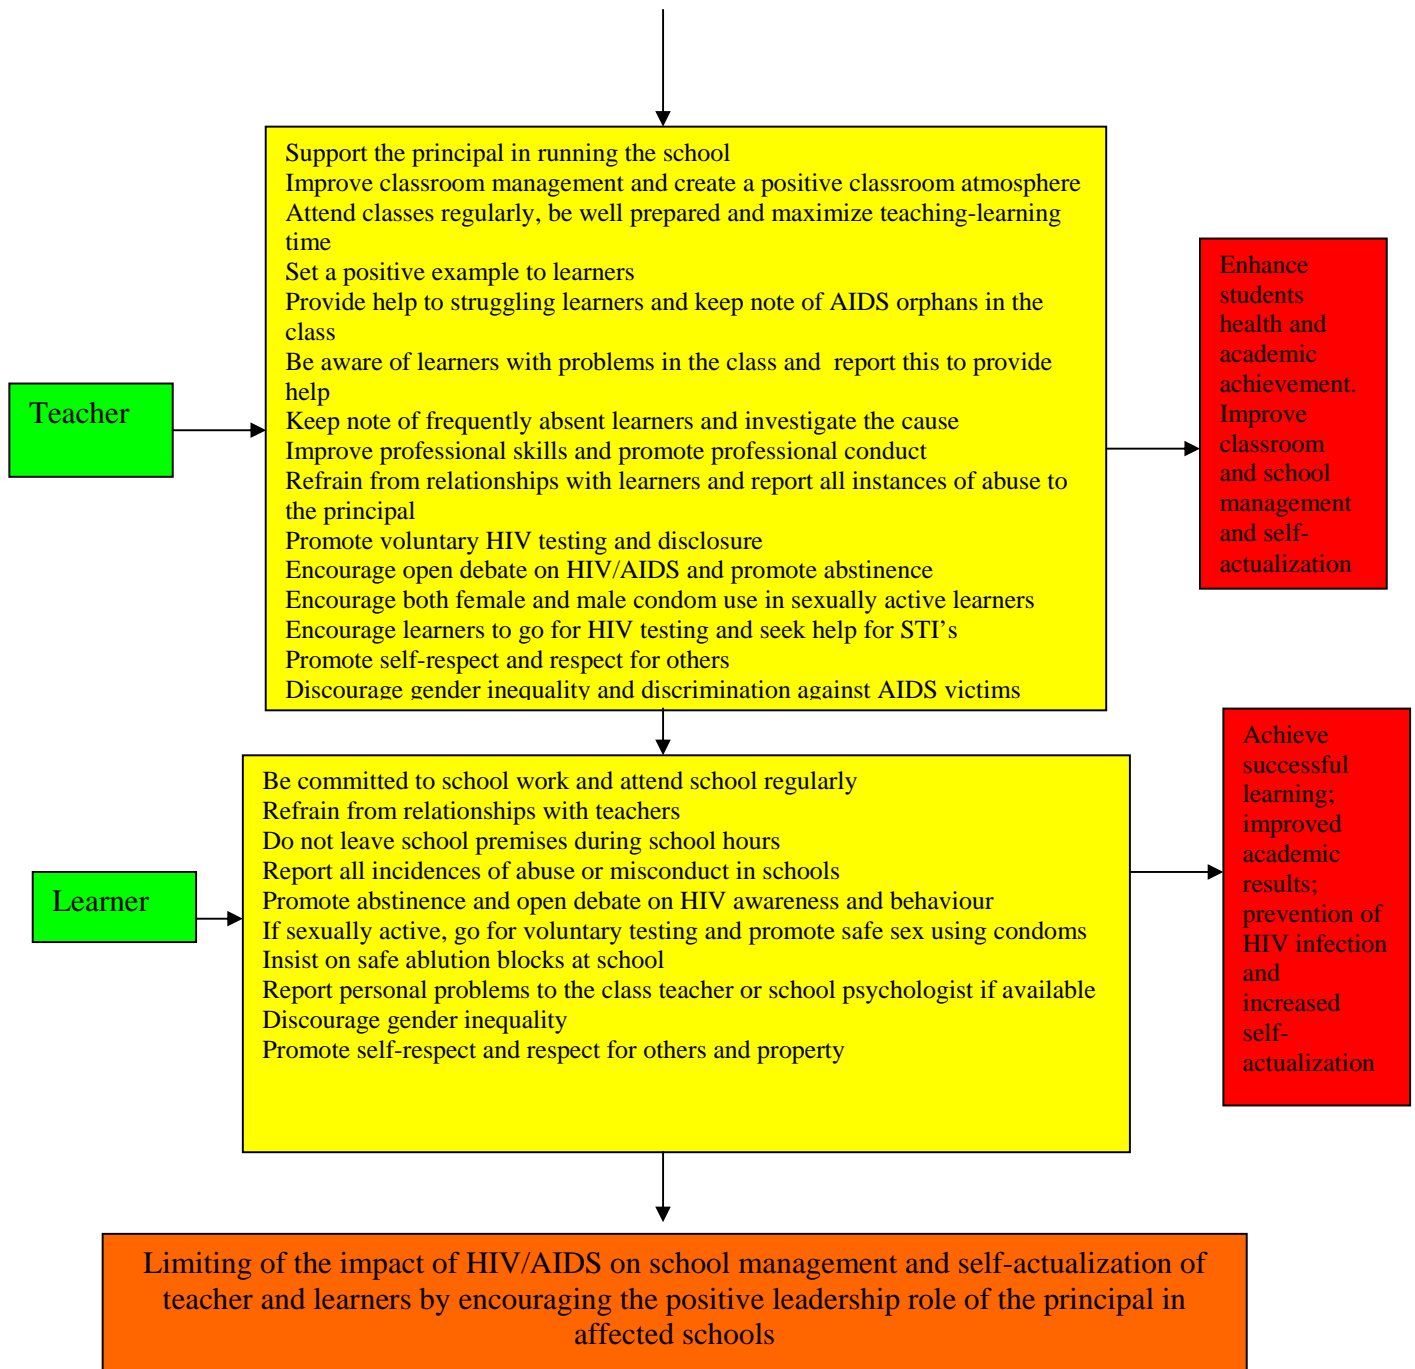 Support the principal in running the school
Improve classroom management and create a positive classroom atmosphere
Attend classes regularly, be well prepared and maximize teaching-learning
time
Set a positive example to learners
Provide help to struggling learners and keep note of AIDS orphans in the
class
Be aware of learners with problems in the class and  report this to provide
help
Keep note of frequently absent learners and investigate the cause
Improve professional skills and promote professional conduct
Refrain from relationships with learners and report all instances of abuse to
the principal
Promote voluntary HIV testing and disclosure
Encourage open debate on HIV/AIDS and promote abstinence
Encourage both female and male condom use in sexually active learners
Encourage learners to go for HIV testing and seek help for STI's
Promote self-respect and respect for others
Discourage gender inequality and discrimination against AIDS victims
Teacher
Enhance
students
health and
academic
achievement.
Improve
classroom
and school
management
and self-
actualization
Be committed to school work and attend school regularly
Refrain from relationships with teachers
Do not leave school premises during school hours
Report all incidences of abuse or misconduct in schools
Promote abstinence and open debate on HIV awareness and behaviour
If sexually active, go for voluntary testing and promote safe sex using condoms
Insist on safe ablution blocks at school
Report personal problems to the class teacher or school psychologist if available
Discourage gender inequality
Promote self-respect and respect for others and property
Learner
Achieve
successful
learning;
improved
academic
results;
prevention of
HIV infection
and
increased
self-
actualization
Limiting of the impact of HIV/AIDS on school management and self-actualization of
teacher and learners by encouraging the positive leadership role of the principal in
affected schools